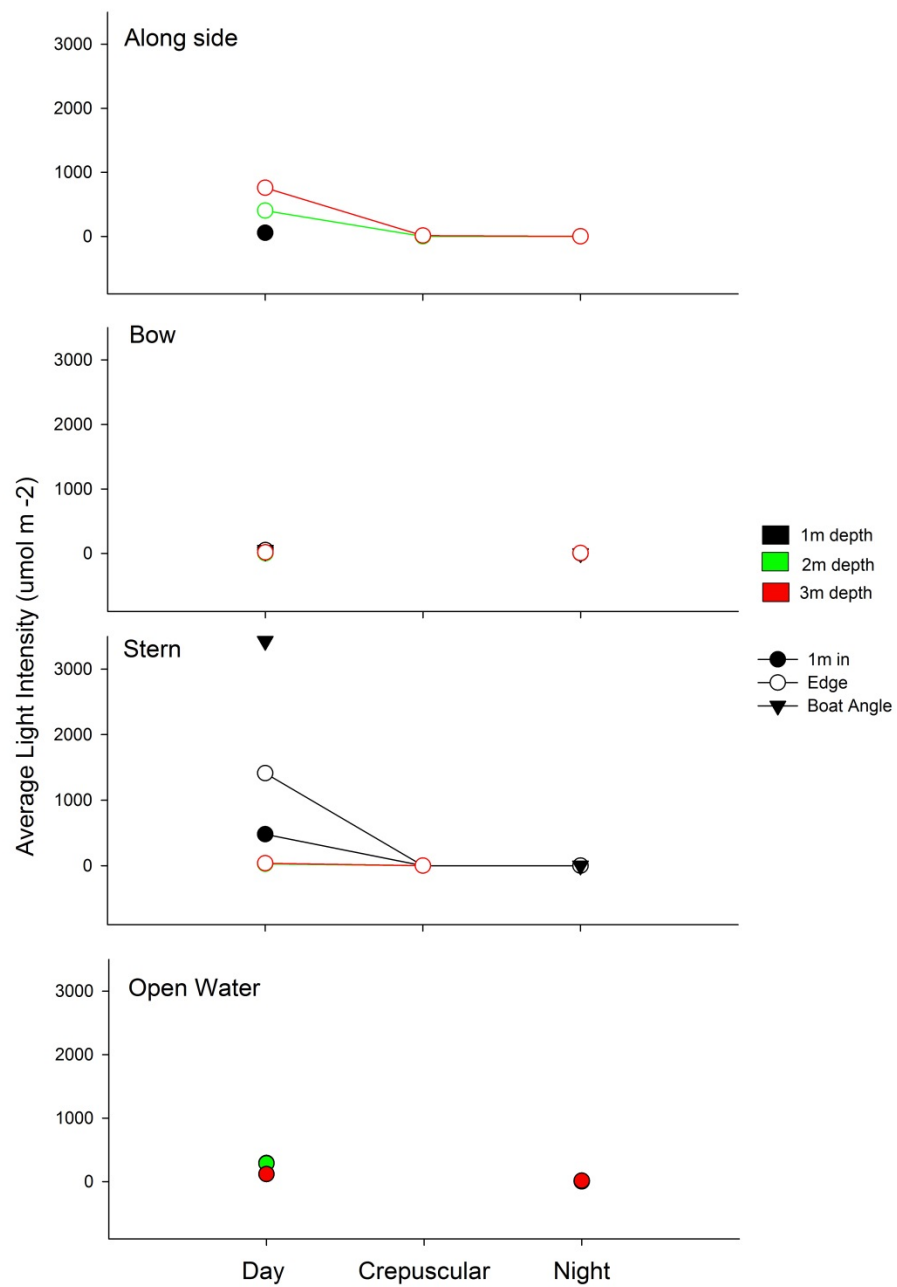 Average Light Intensity (umol m -2)
Along side
3000
2000
1000
0
Bow
3000
2000
1000
0
Stern
3000
2000
1000
0
Open Water
3000
2000
1000
0
Day Crepuscular Night
1m depth
2m depth
3m depth
1m in
Edge
Boat Angle